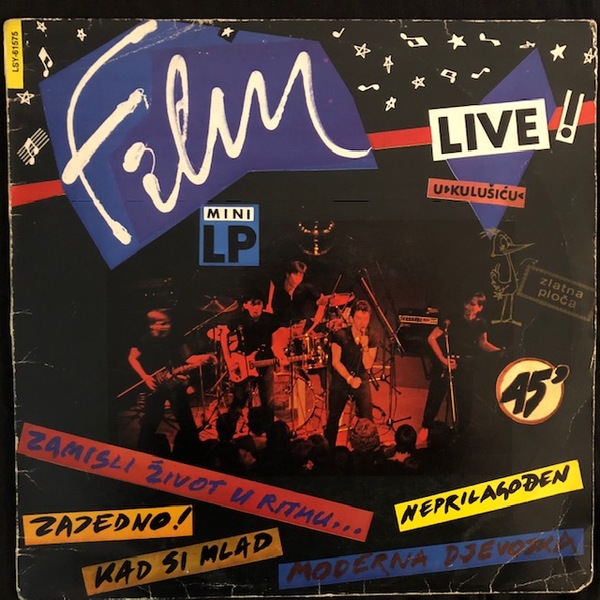 LSY-61575
Film
LIVE!!
U "KULUŠIĆU"
MINI
LP
zlatna
ploča
45°
ZAMISLI ŽIVOT U RITMU...
NEPRILAGOĐEN
ZAJEDNO!
KAD SI MLAD
MODERNA DJEVOJKA